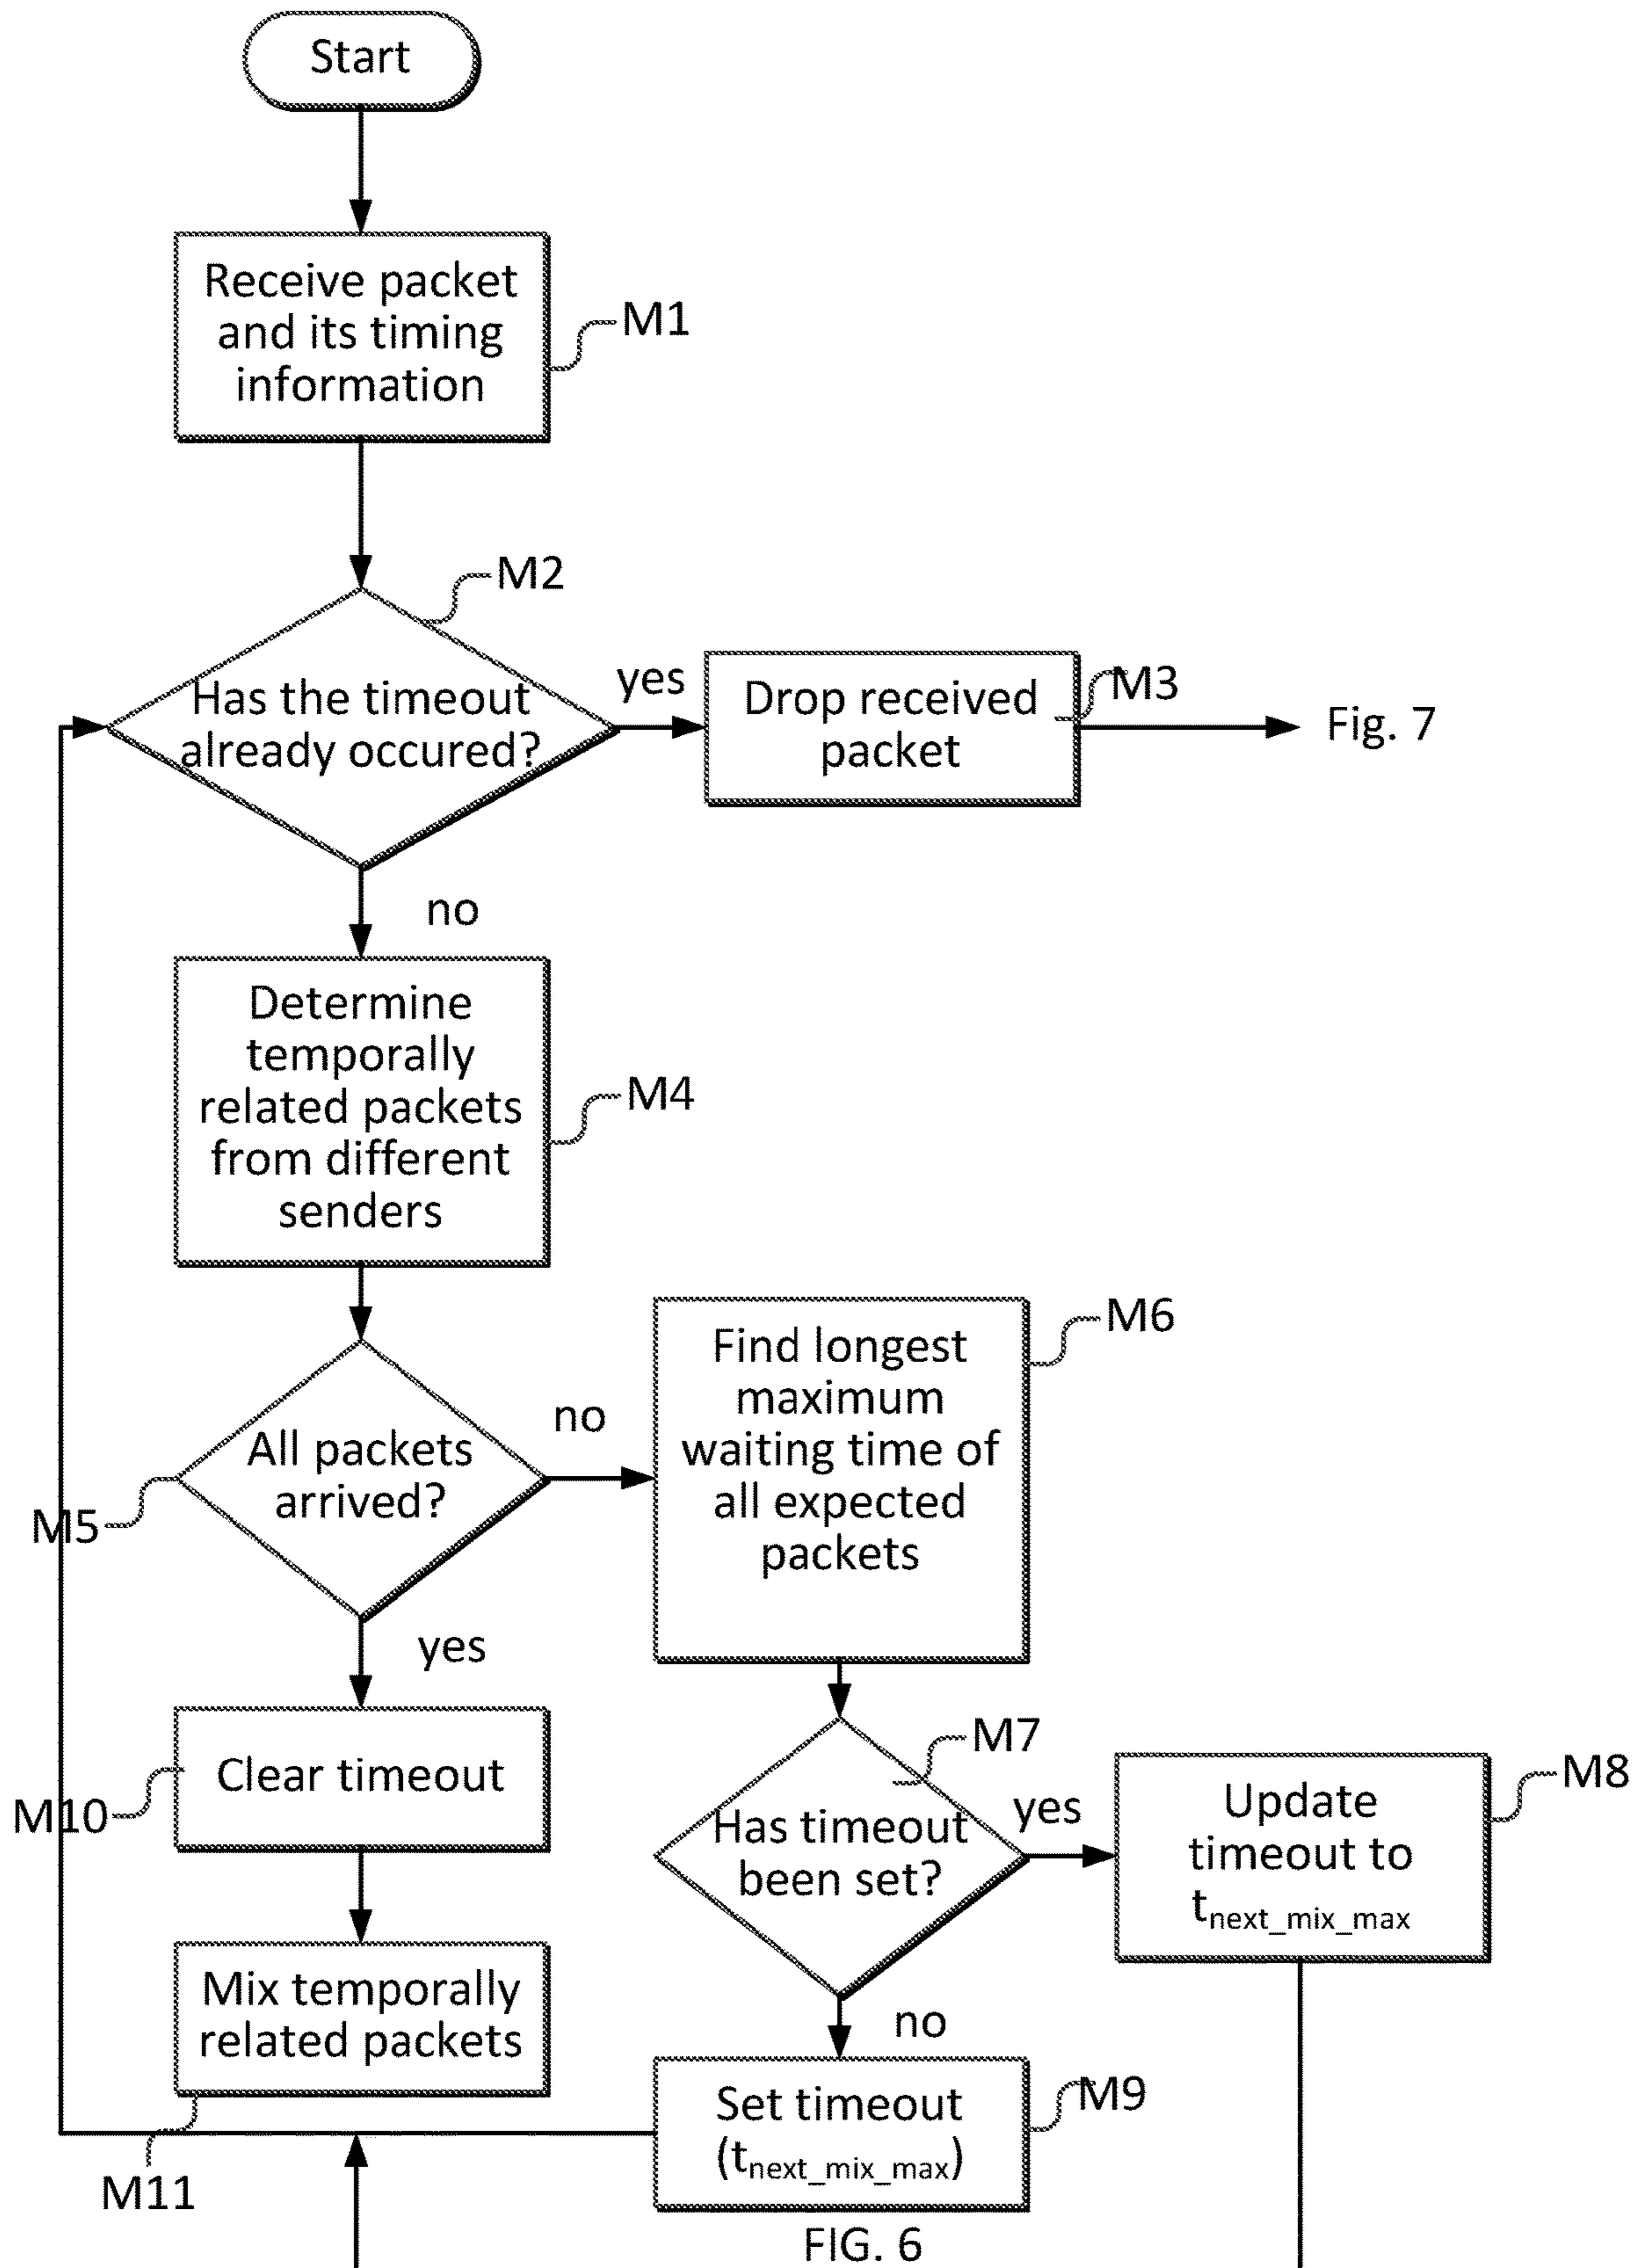 Start
Receive packet
and its timing
information
M1
M2
Has the timeout
already occured?
yes
Drop received
packet
M3
Fig. 7
no
Determine
temporally
related packets
from different
senders
M4
All packets
arrived?
M5
no
Find longest
maximum
waiting time of
all expected
packets
M6
yes
Clear timeout
M10
M7
Has timeout
been set?
yes
Update
timeout to
t_next_mix_max
M8
Mix temporally
related packets
M11
no
Set timeout
(t_next_mix_max)
M9
FIG. 6